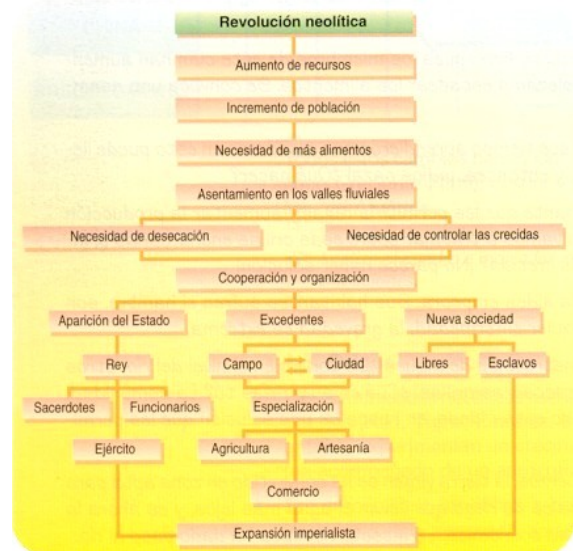 Revolución neolítica
Aumento de recursos
Incremento de población
Necesidad de más alimentos
Asentamiento en los valles fluviales
Necesidad de desecación
Necesidad de controlar las crecidas
Cooperación y organización
Aparición del Estado
Excedentes
Nueva sociedad
Rey
Campo
Ciudad
Libres
Esclavos
Sacerdotes
Funcionarios
Especialización
Ejército
Agricultura
Artesanía
Comercio
Expansión imperialista